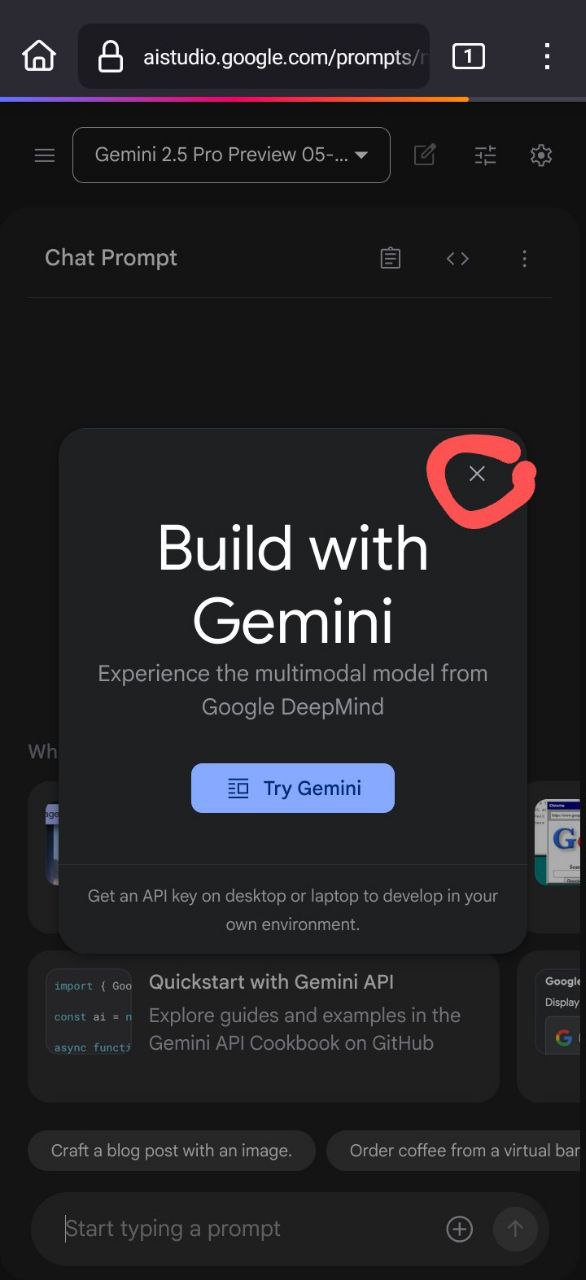 aistudio.google.com/prompts/
1
Gemini 2.5 Pro Preview 05-...
Chat Prompt
Build with
Gemini
Experience the multimodal model from
Google DeepMind
Wh
Try Gemini
Get an API key on desktop or laptop to develop in your
own environment.
import { Goo
const ai = n
async functi
Quickstart with Gemini API
Explore guides and examples in the
Gemini API Cookbook on GitHub
Google
Display
Craft a blog post with an image.
Order coffee from a virtual bar
Start typing a prompt